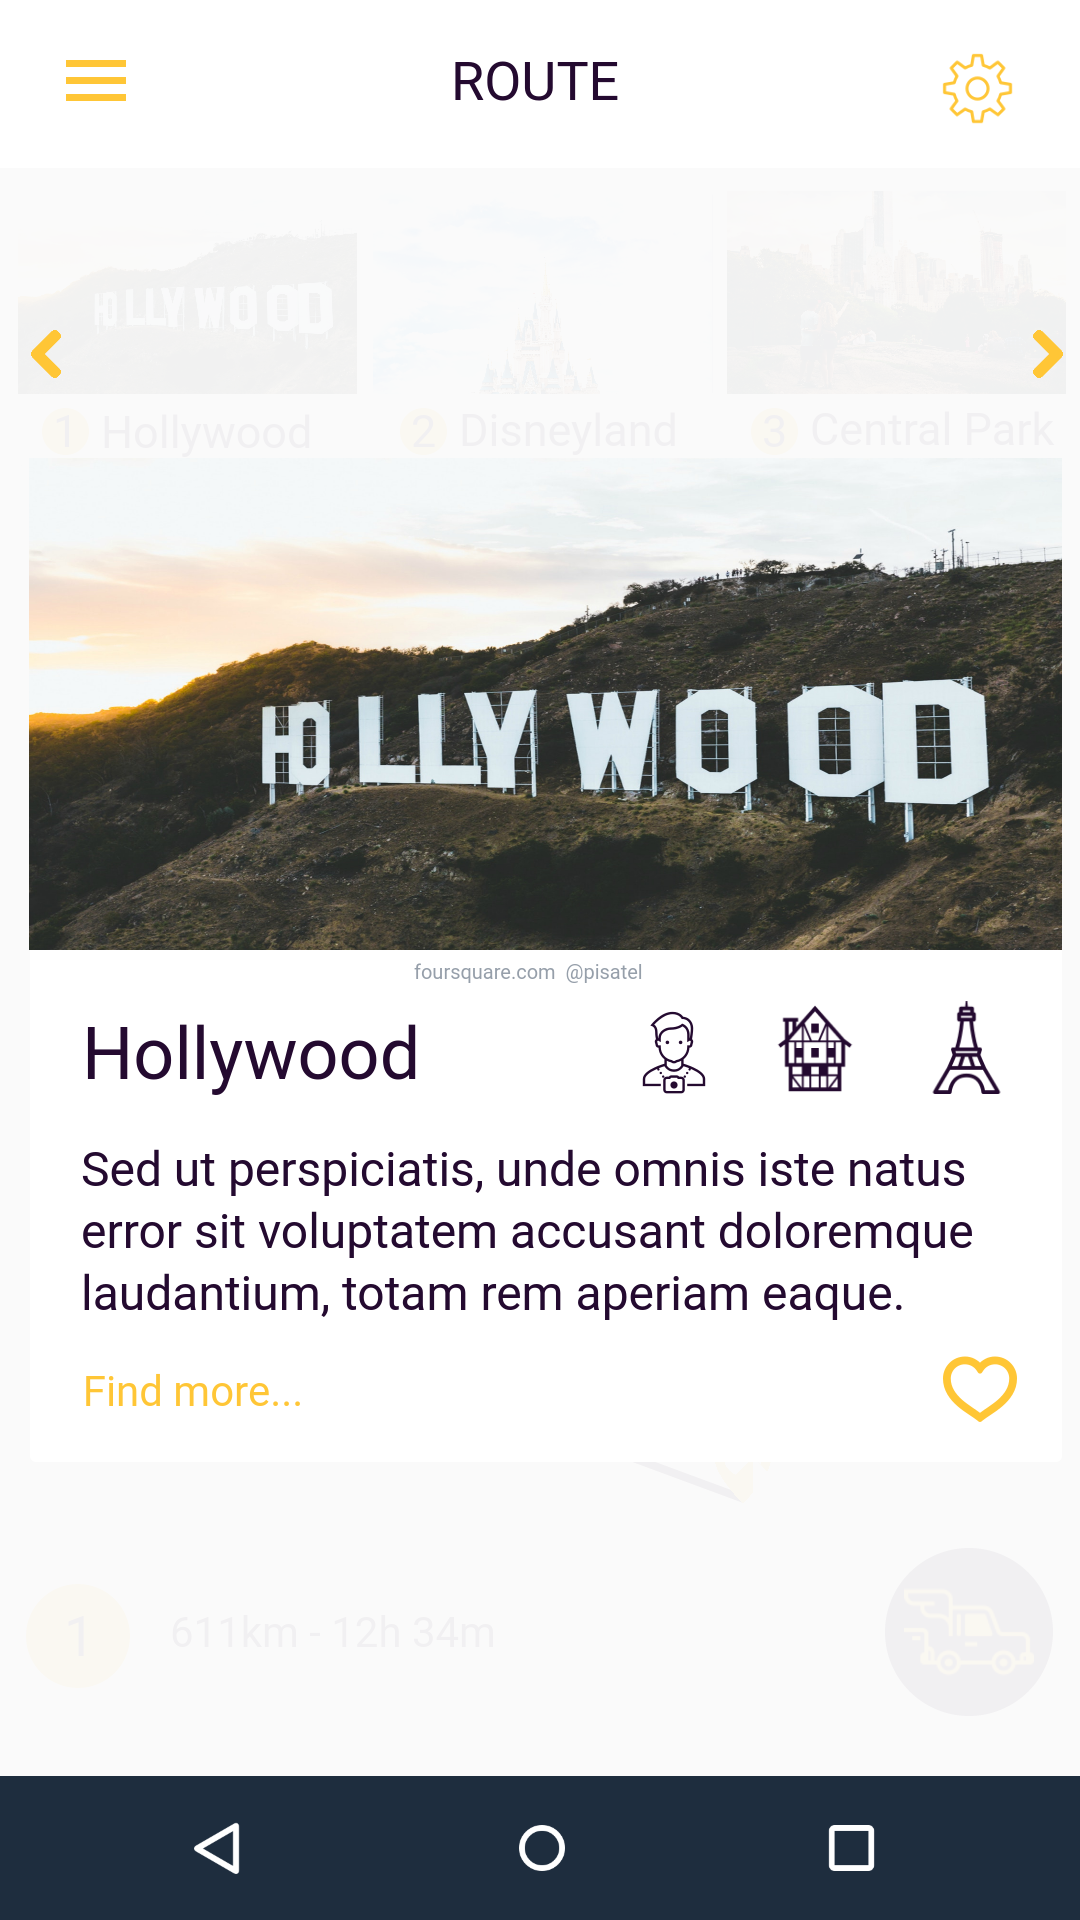 ROUTE
HOLLYWOOD
1 Hollywood
2 Disneyland
3 Central Park
HOLLYWOOD
foursquare.com @pisatel
Hollywood
Sed ut perspiciatis, unde omnis iste natus
error sit voluptatem accusant doloremque
laudantium, totam rem aperiam eaque.
Find more...
1 611km - 12h 34m